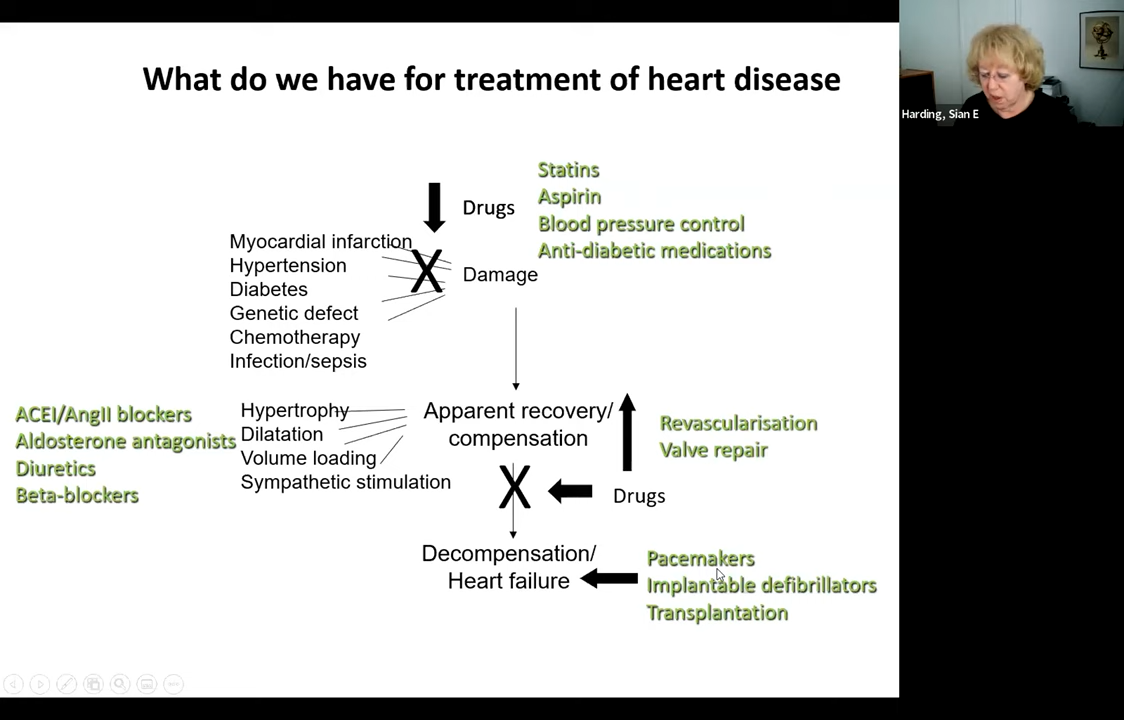 What do we have for treatment of heart disease
Harding, Sian E
Statins
Aspirin
Blood pressure control
Anti-diabetic medications
Drugs
Myocardial infarction
Hypertension
Diabetes
Genetic defect
Chemotherapy
Infection/sepsis
X
Damage
ACEI/AngII blockers
Aldosterone antagonists
Diuretics
Beta-blockers
Hypertrophy
Dilatation
Volume loading
Sympathetic stimulation
Apparent recovery/
compensation
Revascularisation
Valve repair
X
Drugs
Decompensation/
Heart failure
Pacemakers
Implantable defibrillators
Transplantation